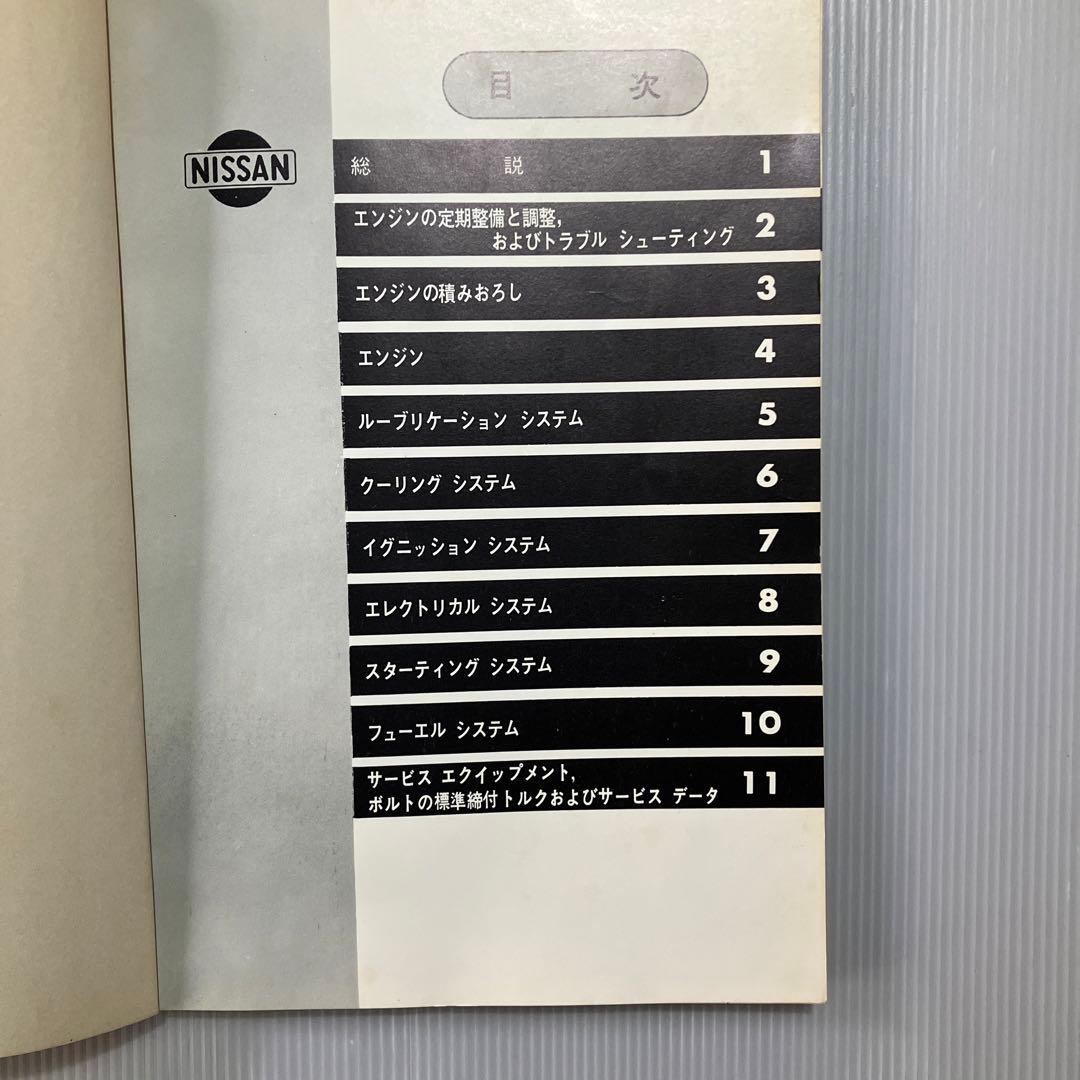 目 次
NISSAN
総 説 1
エンジンの定期整備と調整,
およびトラブル シューティング 2
エンジンの積みおろし 3
エンジン 4
ルーブリケーション システム 5
クーリング システム 6
イグニッション システム 7
エレクトリカル システム 8
スターティング システム 9
フューエル システム 10
サービス エクイップメント,
ボルトの標準締付トルクおよびサービス データ 11